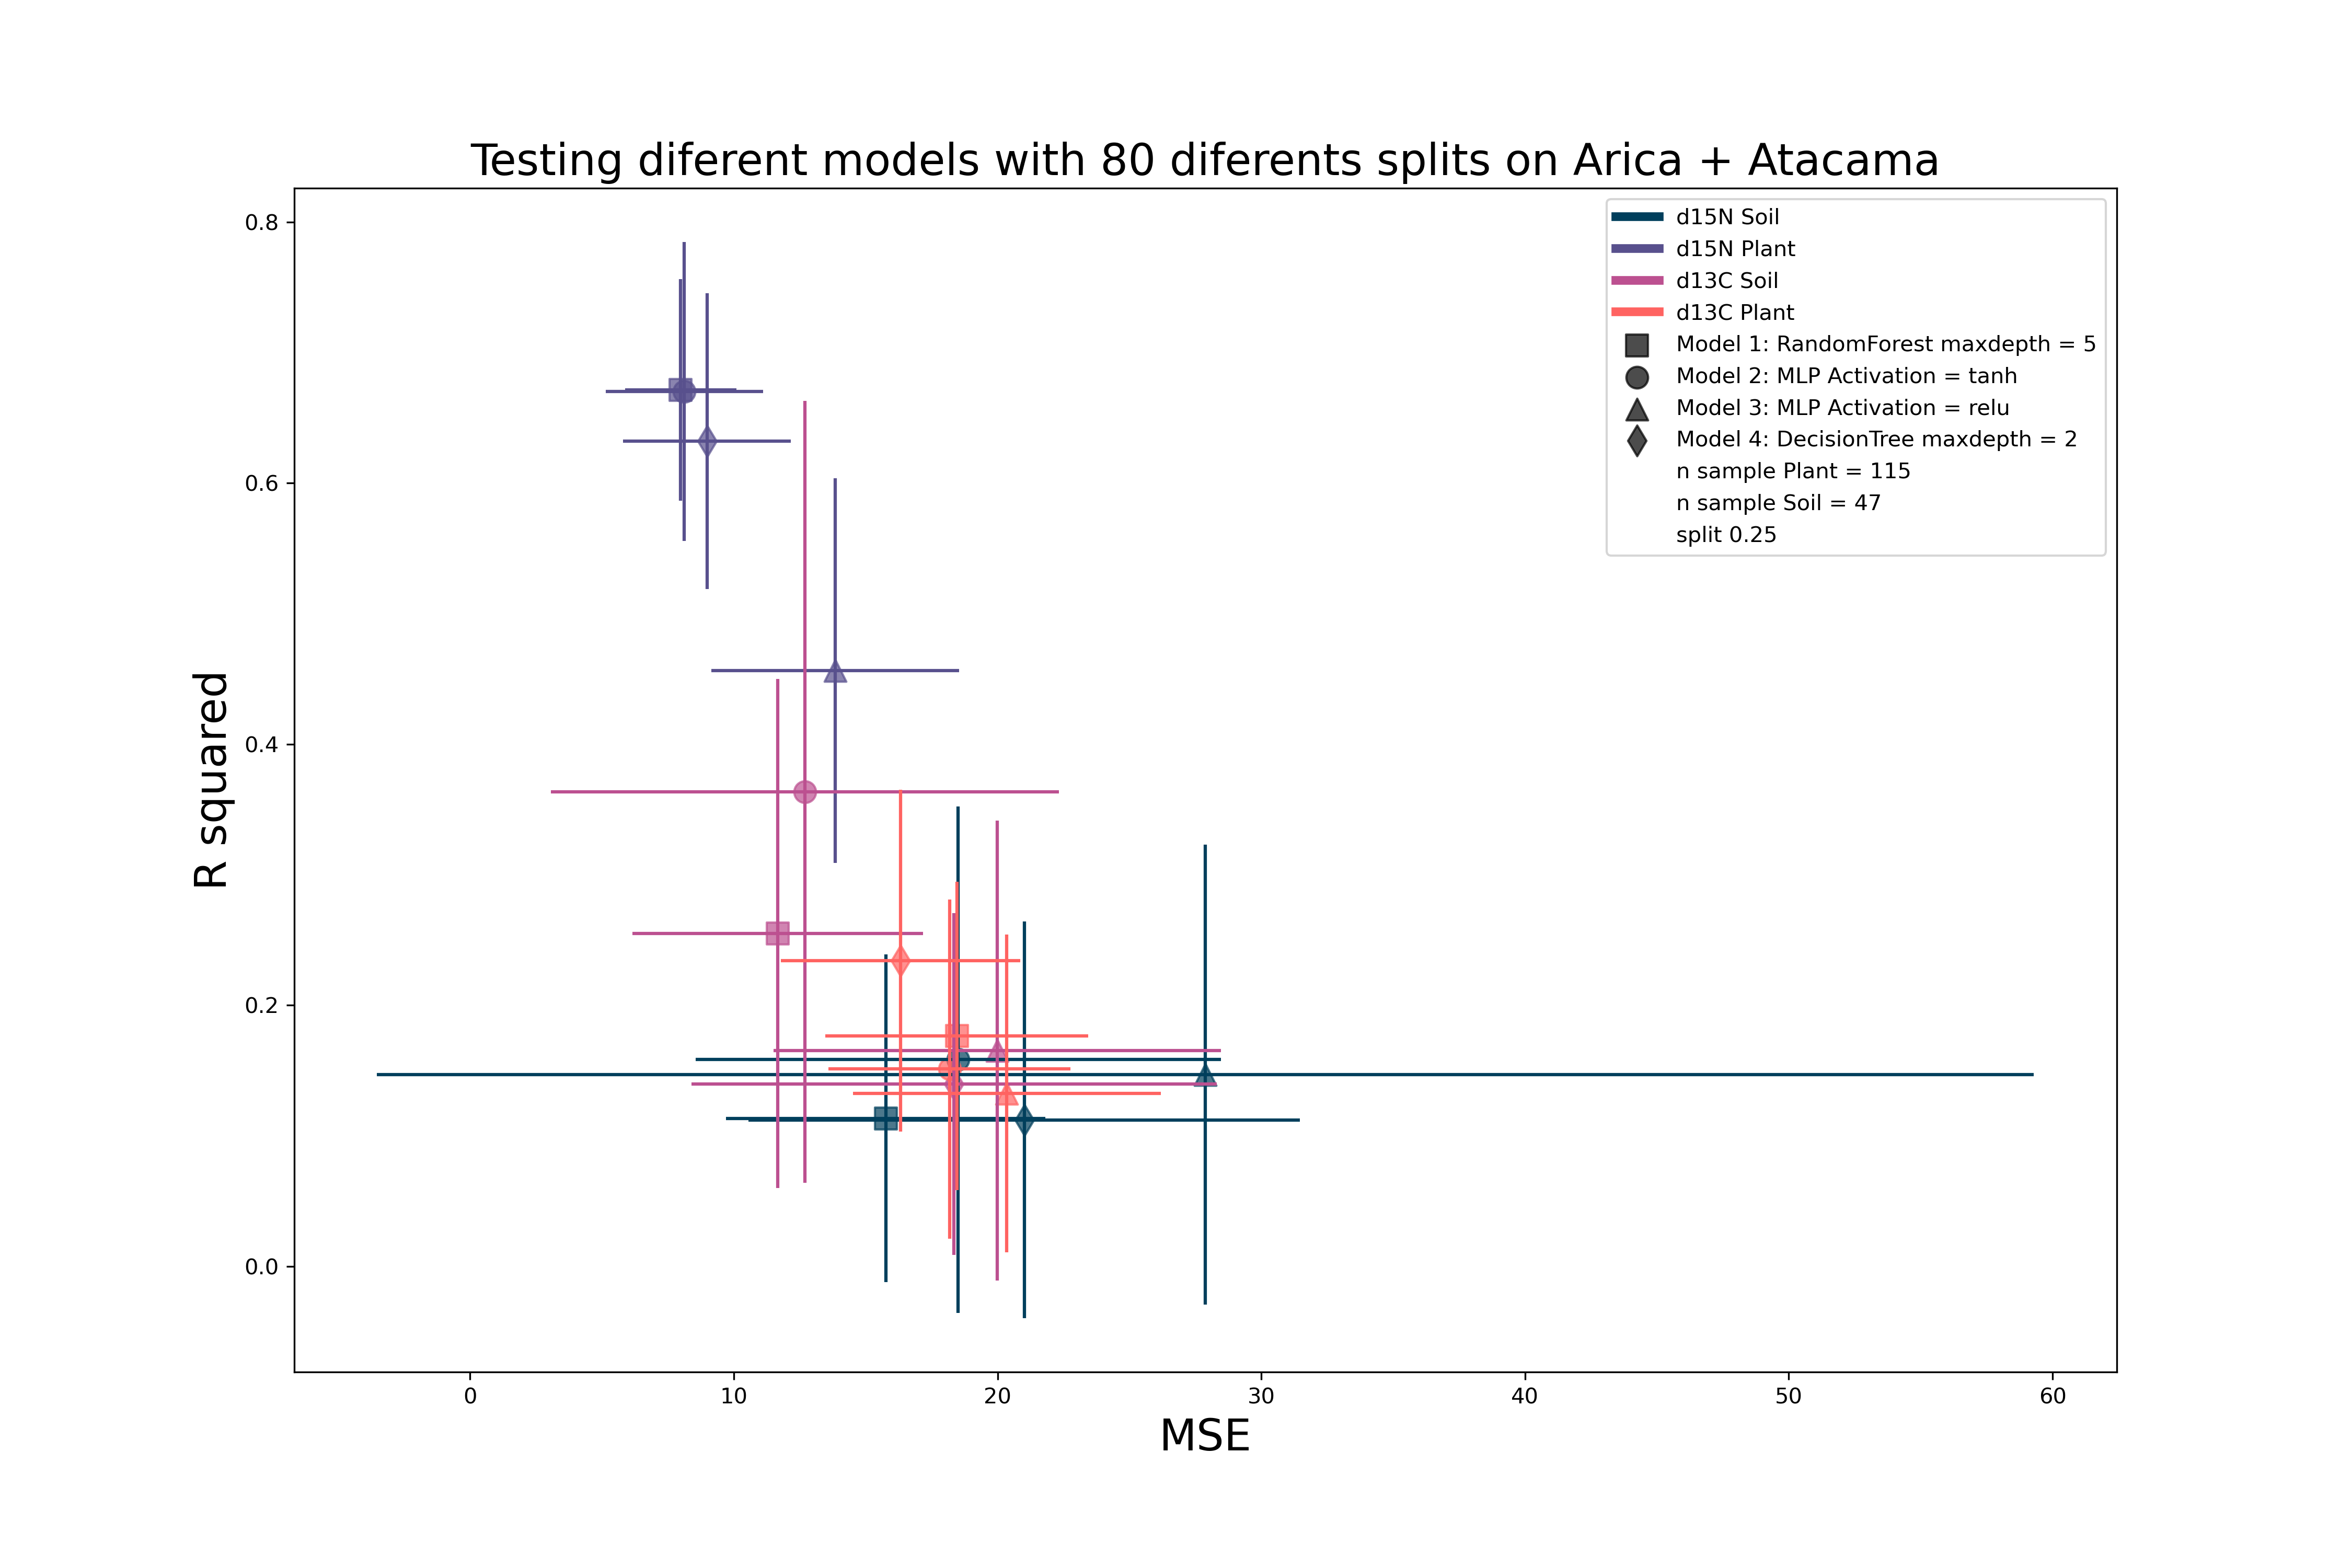 Testing diferent models with 80 diferents splits on Arica + Atacama
d15N Soil
d15N Plant
d13C Soil
d13C Plant
Model 1: RandomForest maxdepth = 5
Model 2: MLP Activation = tanh
Model 3: MLP Activation = relu
Model 4: DecisionTree maxdepth = 2
n sample Plant = 115
n sample Soil = 47
split 0.25
R squared
0.8
0.6
0.4
0.2
0.0
0 10 20 30 40 50 60
MSE